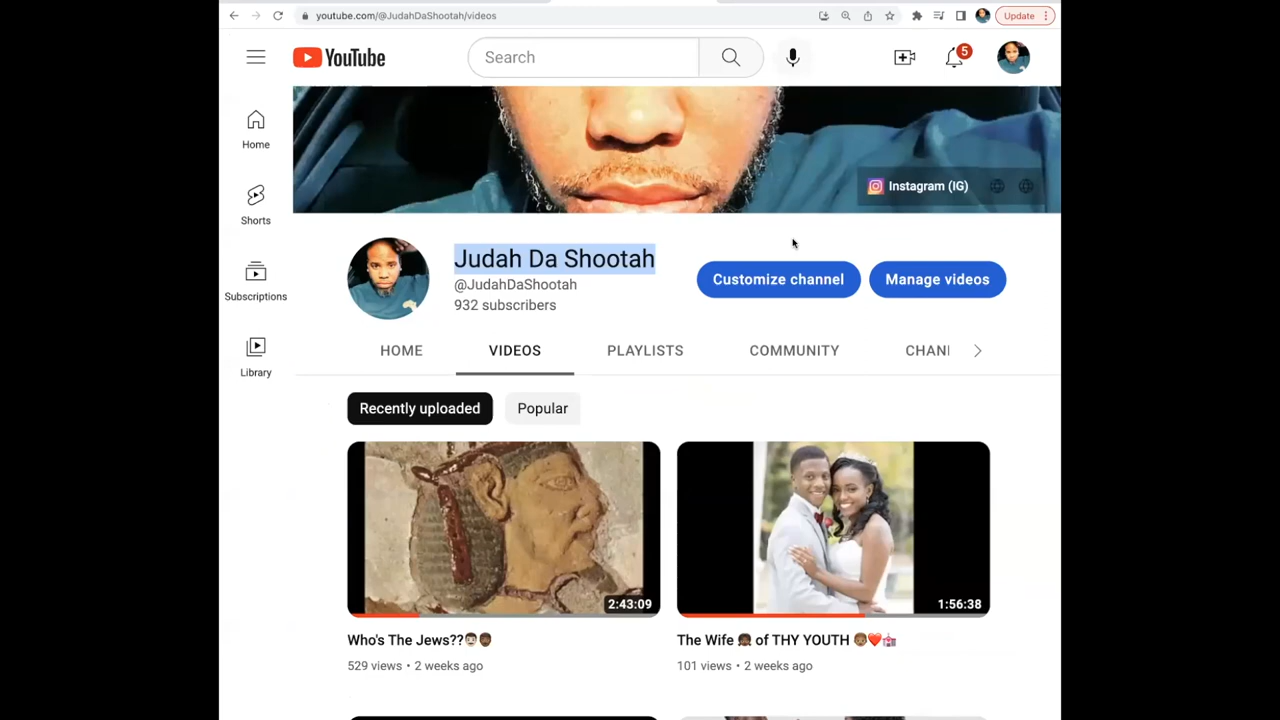 youtube.com/@JudahDaShootah/videos
Update
YouTube
Search
5
Home
Shorts
Subscriptions
Library
Instagram (IG)
Judah Da Shootah
@JudahDaShootah
932 subscribers
Customize channel
Manage videos
HOME
VIDEOS
PLAYLISTS
COMMUNITY
CHAN
Recently uploaded
Popular
2:43:09
1:56:38
Who's The Jews??👨🏻👨🏾
The Wife 👩🏾 of THY YOUTH 👨🏽❤️💒
529 views • 2 weeks ago
101 views • 2 weeks ago